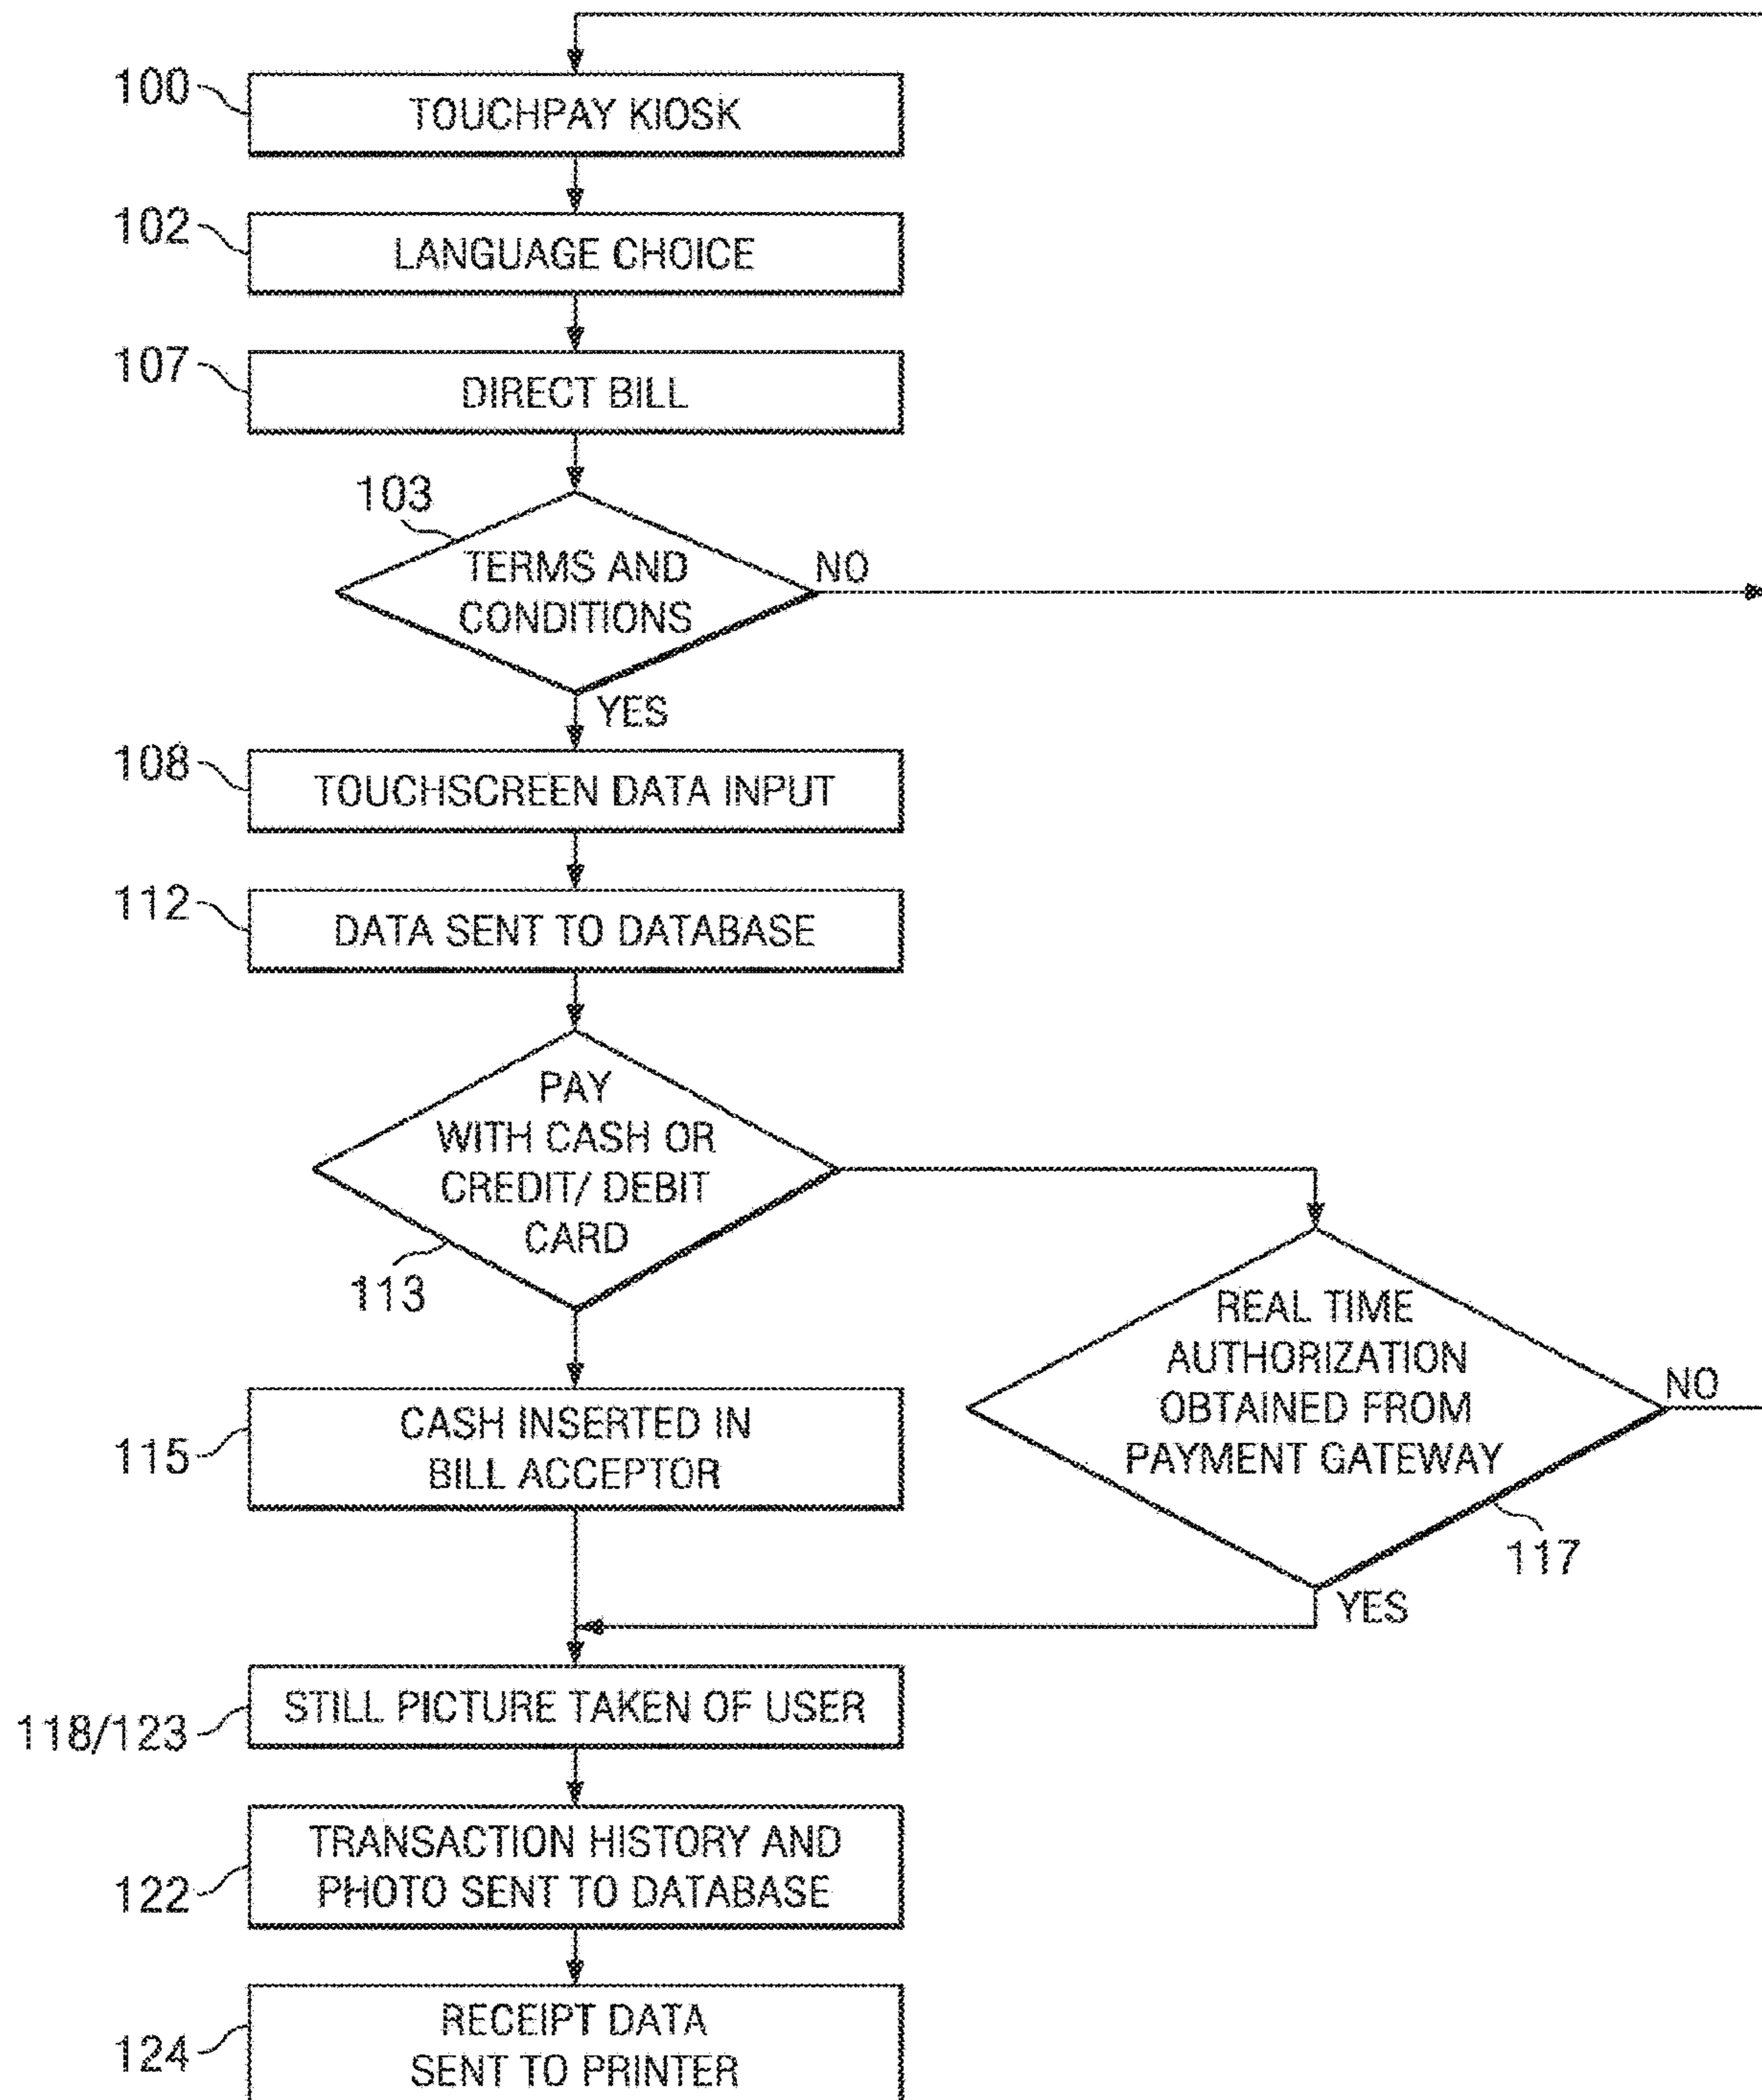 100
TOUCHPAY KIOSK
102
LANGUAGE CHOICE
107
DIRECT BILL
103
TERMS AND
CONDITIONS
NO
YES
108
TOUCHSCREEN DATA INPUT
112
DATA SENT TO DATABASE
PAY
WITH CASH OR
CREDIT/ DEBIT
CARD
113
REAL TIME
AUTHORIZATION
OBTAINED FROM
PAYMENT GATEWAY
NO
117
YES
115
CASH INSERTED IN
BILL ACCEPTOR
118/123
STILL PICTURE TAKEN OF USER
122
TRANSACTION HISTORY AND
PHOTO SENT TO DATABASE
124
RECEIPT DATA
SENT TO PRINTER